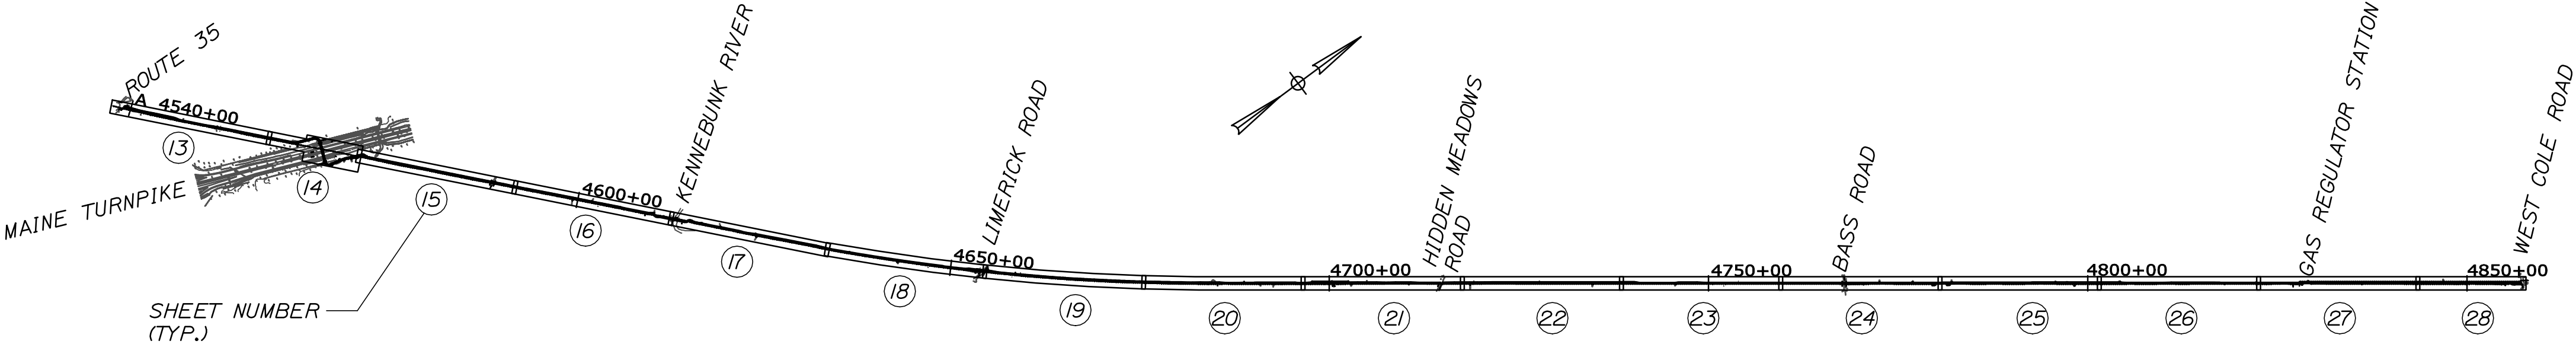 ROUTE 35
A 4540+00
13
MAINE TURNPIKE
14
15
SHEET NUMBER
(TYP.)
4600+00
16
KENNEBUNK RIVER
17
18
4650+00
LIMERICK ROAD
19
20
4700+00
21
HIDDEN MEADOWS
ROAD
22
4750+00
23
BASS ROAD
24
25
4800+00
26
GAS REGULATOR STATION
27
4850+00
28
WEST COLE ROAD